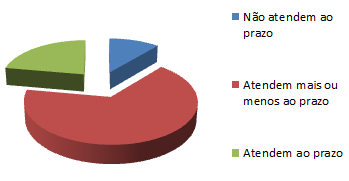 Não atendem ao
prazo
Atendem mais ou
menos ao prazo
Atendem ao prazo